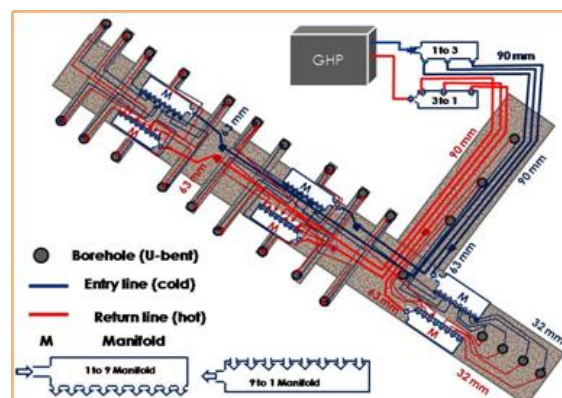 GHP
1 to 3
90 mm
3 to 1
90 mm
90 mm
M
M
63 mm
M
M
63 mm
63 mm
M
M
32 mm
32 mm
Borehole (U-bent)
Entry line (cold)
Return line (hot)
M Manifold
1 to 9 Manifold
9 to 1 Manifold